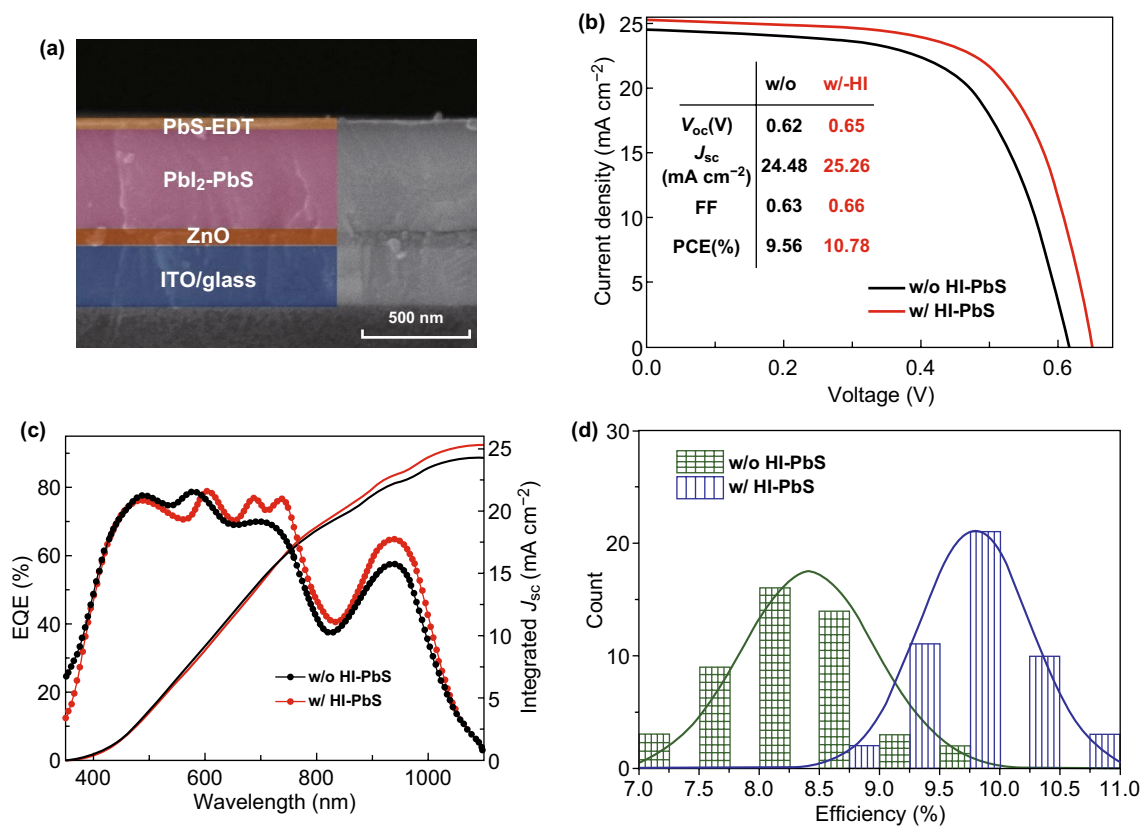 (a)
PbS-EDT
PbI₂-PbS
ZnO
ITO/glass
500 nm
(b)
25
20
15
10
5
0
Current density (mA cm⁻²)
w/o w/-HI
Voc(V) 0.62 0.65
Jsc (mA cm⁻²) 24.48 25.26
FF 0.63 0.66
PCE(%) 9.56 10.78
w/o HI-PbS
w/ HI-PbS
0.0 0.2 0.4 0.6
Voltage (V)
(c)
80
60
40
20
0
EQE (%)
25
20
15
10
5
0
Integrated Jsc (mA cm⁻²)
w/o HI-PbS
w/ HI-PbS
400 600 800 1000
Wavelength (nm)
(d)
30
20
10
0
Count
w/o HI-PbS
w/ HI-PbS
7.0 7.5 8.0 8.5 9.0 9.5 10.0 10.5 11.0
Efficiency (%)